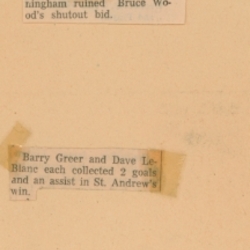 ningham ruined Bruce Wo-
od's shutout bid.
Barry Greer and Dave Le-
Blanc each collected 2 goals
and an assist in St. Andrew's
win.